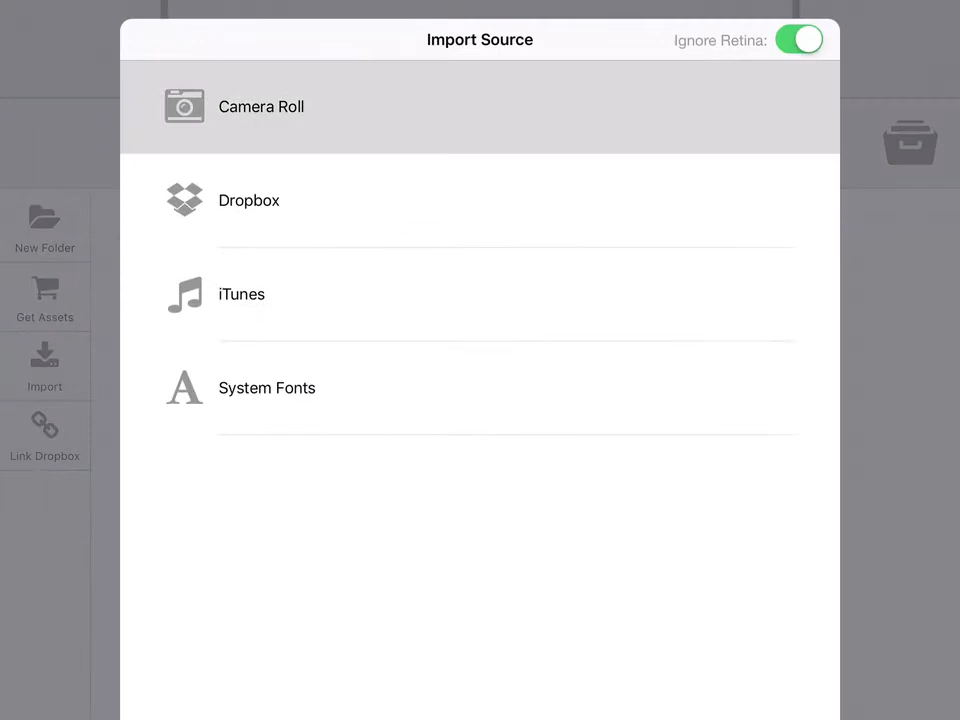 Import Source
Ignore Retina:
Camera Roll
Dropbox
iTunes
System Fonts
New Folder
Get Assets
Import
Link Dropbox